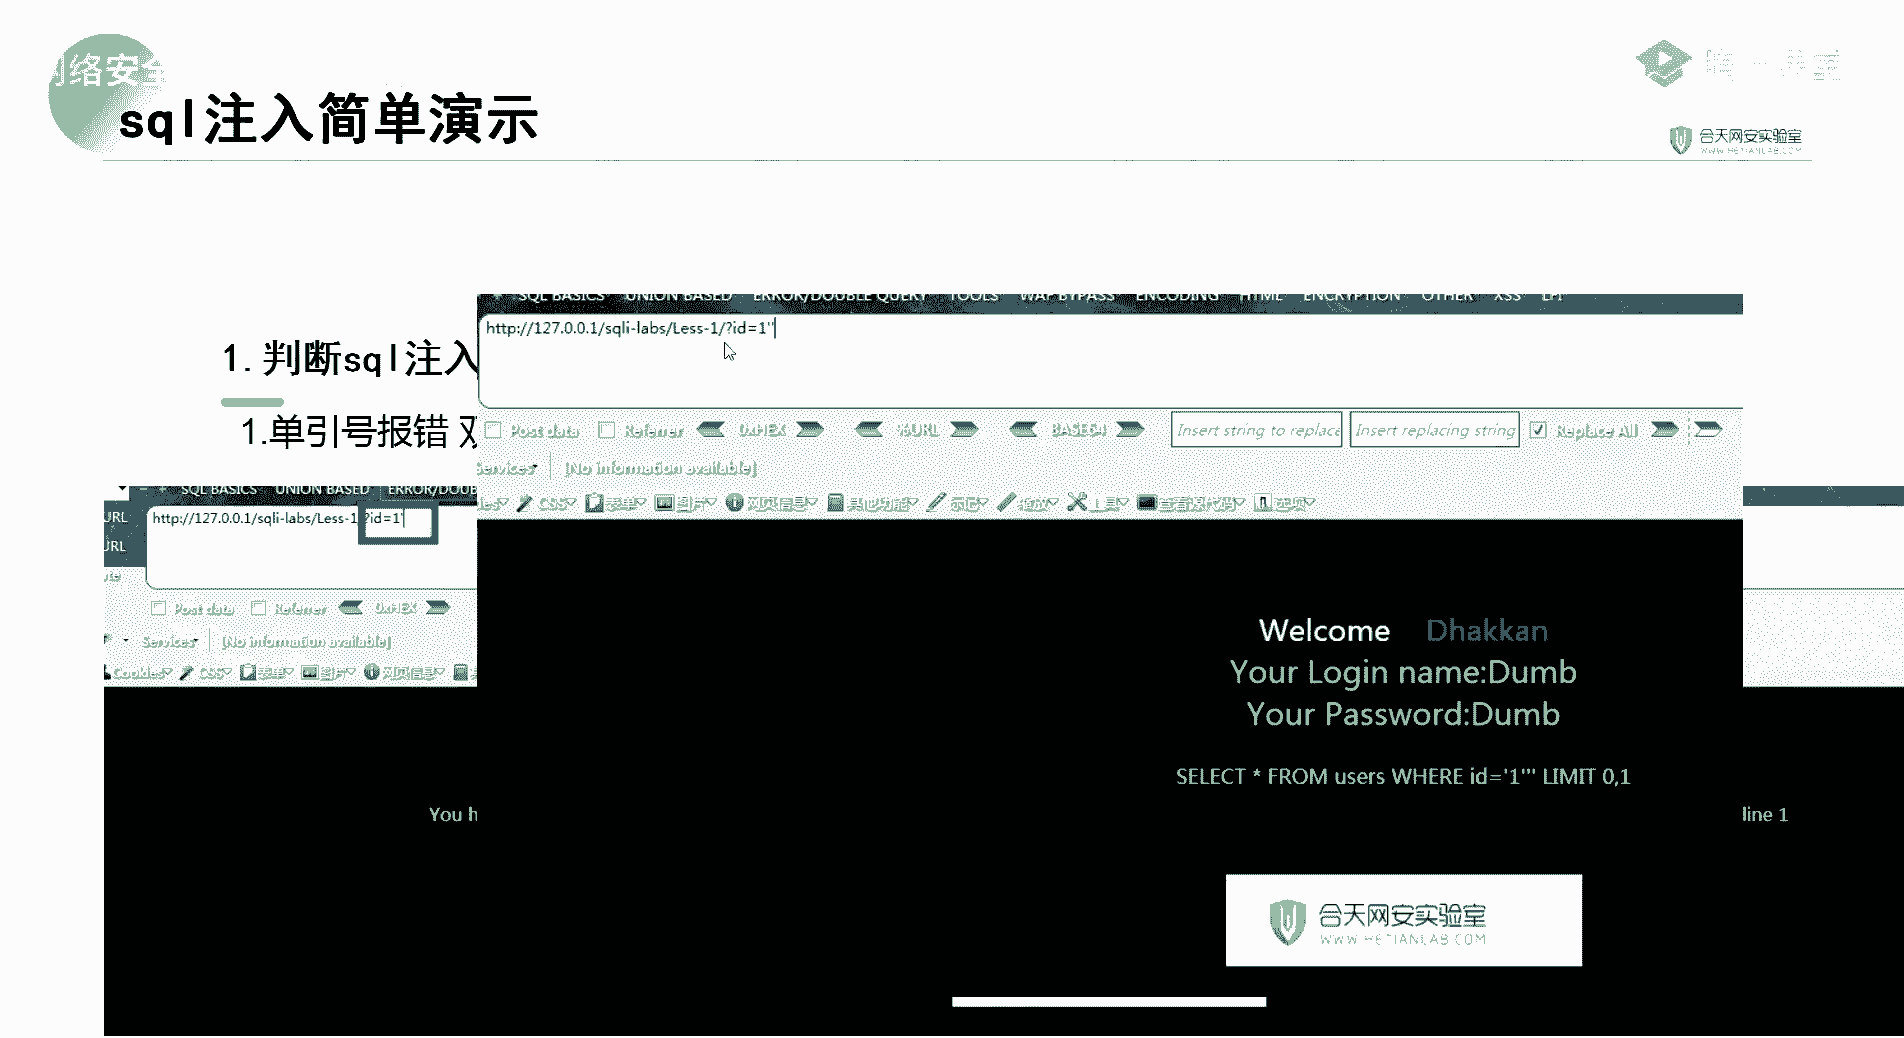 网络安全
sql注入简单演示
合天网安实验室
WWW.HETIANLAB.COM
SQL BASICS UNION BASED ERROR/DOUBLE QUERY TOOLS WAF BYPASS ENCODING HTML ENCRYPTION OTHER XSS LFI
http://127.0.0.1/sqli-labs/Less-1/?id=1''
1.判断sql注入
1.单引号报错 双
Post data Referrer 0xHEX %URL BASE64 Insert string to replace Insert replacing string Replace All
Services [No information available]
CSS 表单 图片 网页信息 其他功能 标记 缩放 工具 查看源代码 选项
SQL BASICS UNION BASED ERROR/DOUB
URL http://127.0.0.1/sqli-labs/Less-1 ?id=1'
URL
Post data Referrer 0xHEX
Services [No information available]
Cookies CSS 表单 图片 网页信息
Welcome Dhakkan
Your Login name:Dumb
Your Password:Dumb
SELECT * FROM users WHERE id='1''' LIMIT 0,1
You h
line 1
合天网安实验室
WWW.HETIANLAB.COM